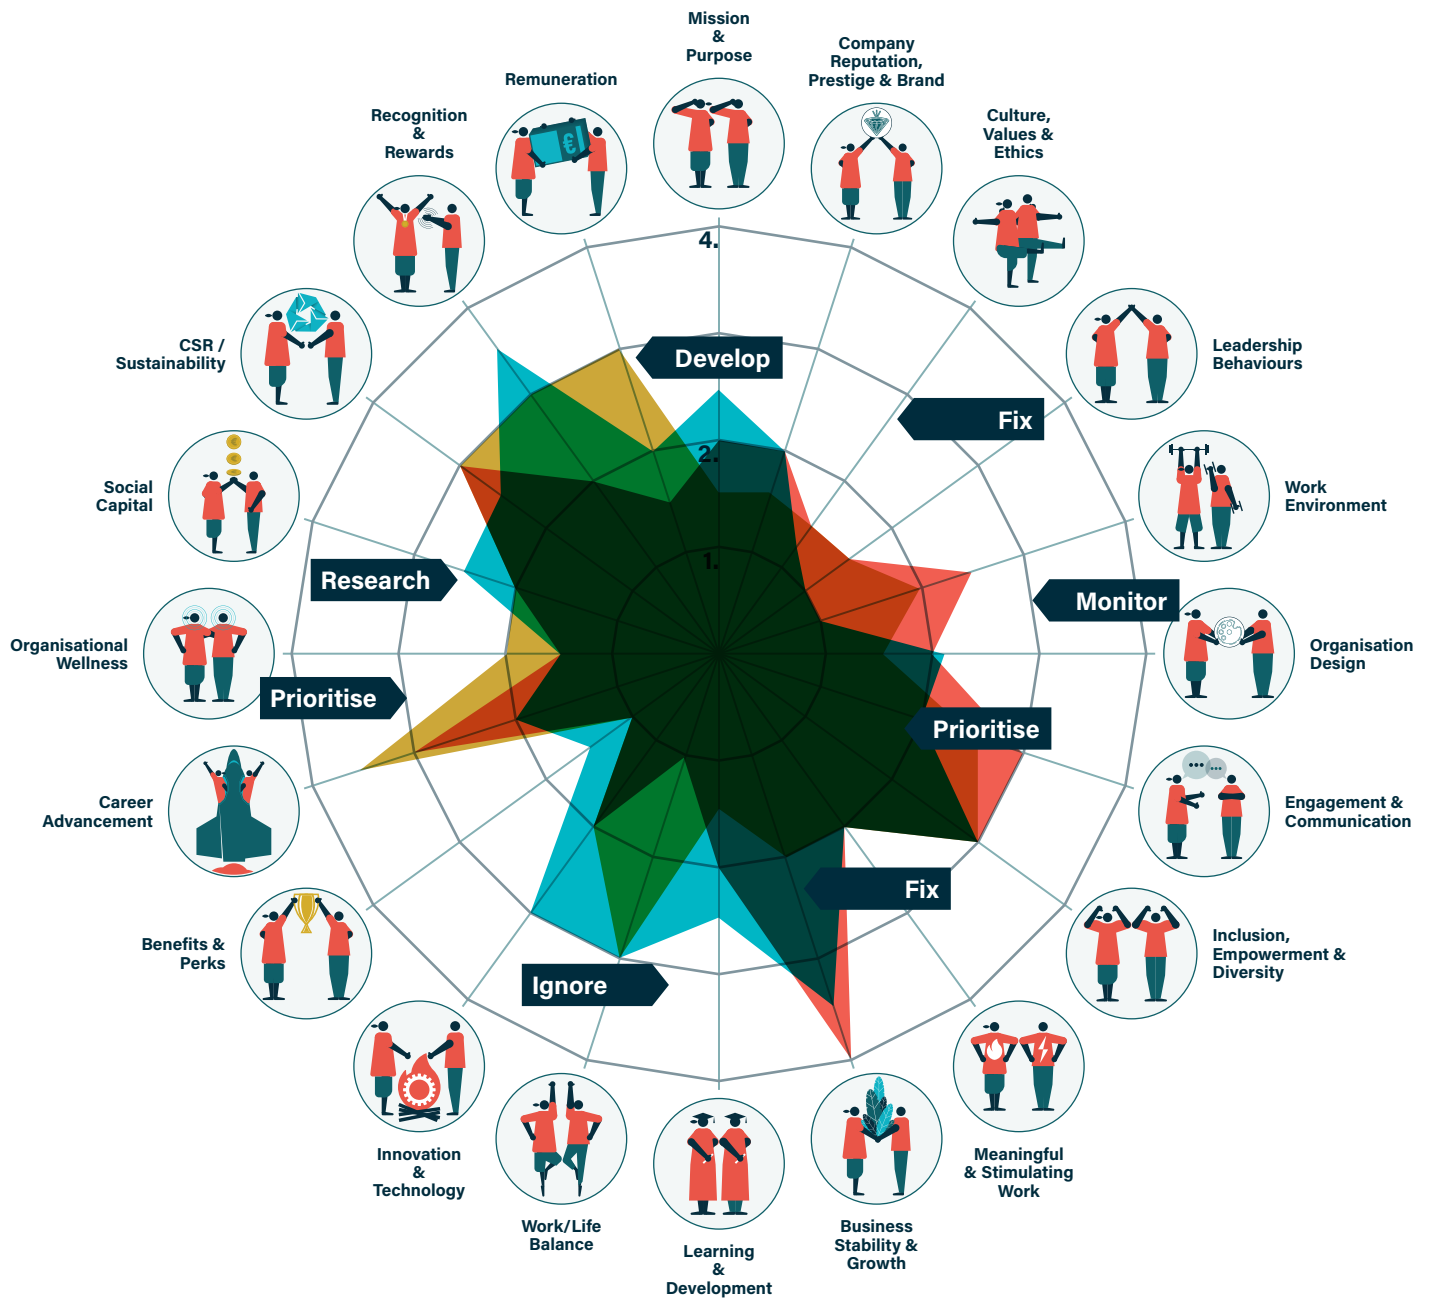 Mission
&
Purpose
Company
Reputation,
Prestige & Brand
Culture,
Values &
Ethics
Leadership
Behaviours
Work
Environment
Organisation
Design
Engagement &
Communication
Inclusion,
Empowerment &
Diversity
Meaningful
& Stimulating
Work
Business
Stability &
Growth
Learning
&
Development
Work/Life
Balance
Innovation
&
Technology
Benefits &
Perks
Career
Advancement
Organisational
Wellness
Social
Capital
CSR /
Sustainability
Recognition
&
Rewards
Remuneration
€
4.
2.
1.
Develop
Fix
Monitor
Prioritise
Fix
Ignore
Prioritise
Research